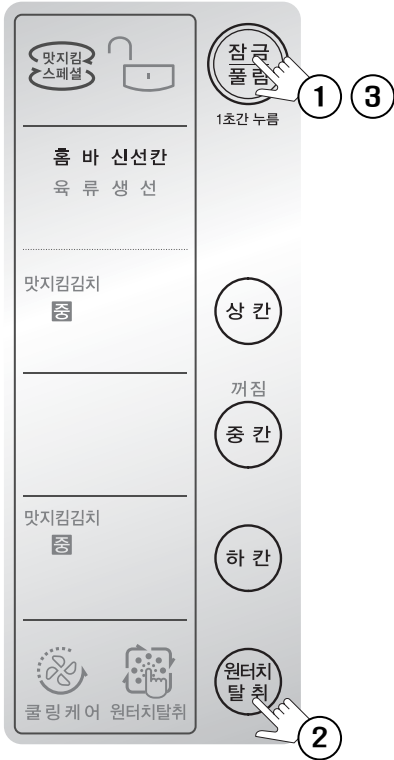 맛지킴
스페셜
잠 금
풀 림
① ③
1초간 누름
홈 바 신선칸
육 류 생 선
맛지킴김치
중
상 칸
꺼짐
중 칸
맛지킴김치
중
하 칸
쿨링케어 원터치탈취
원터치
탈 취
②